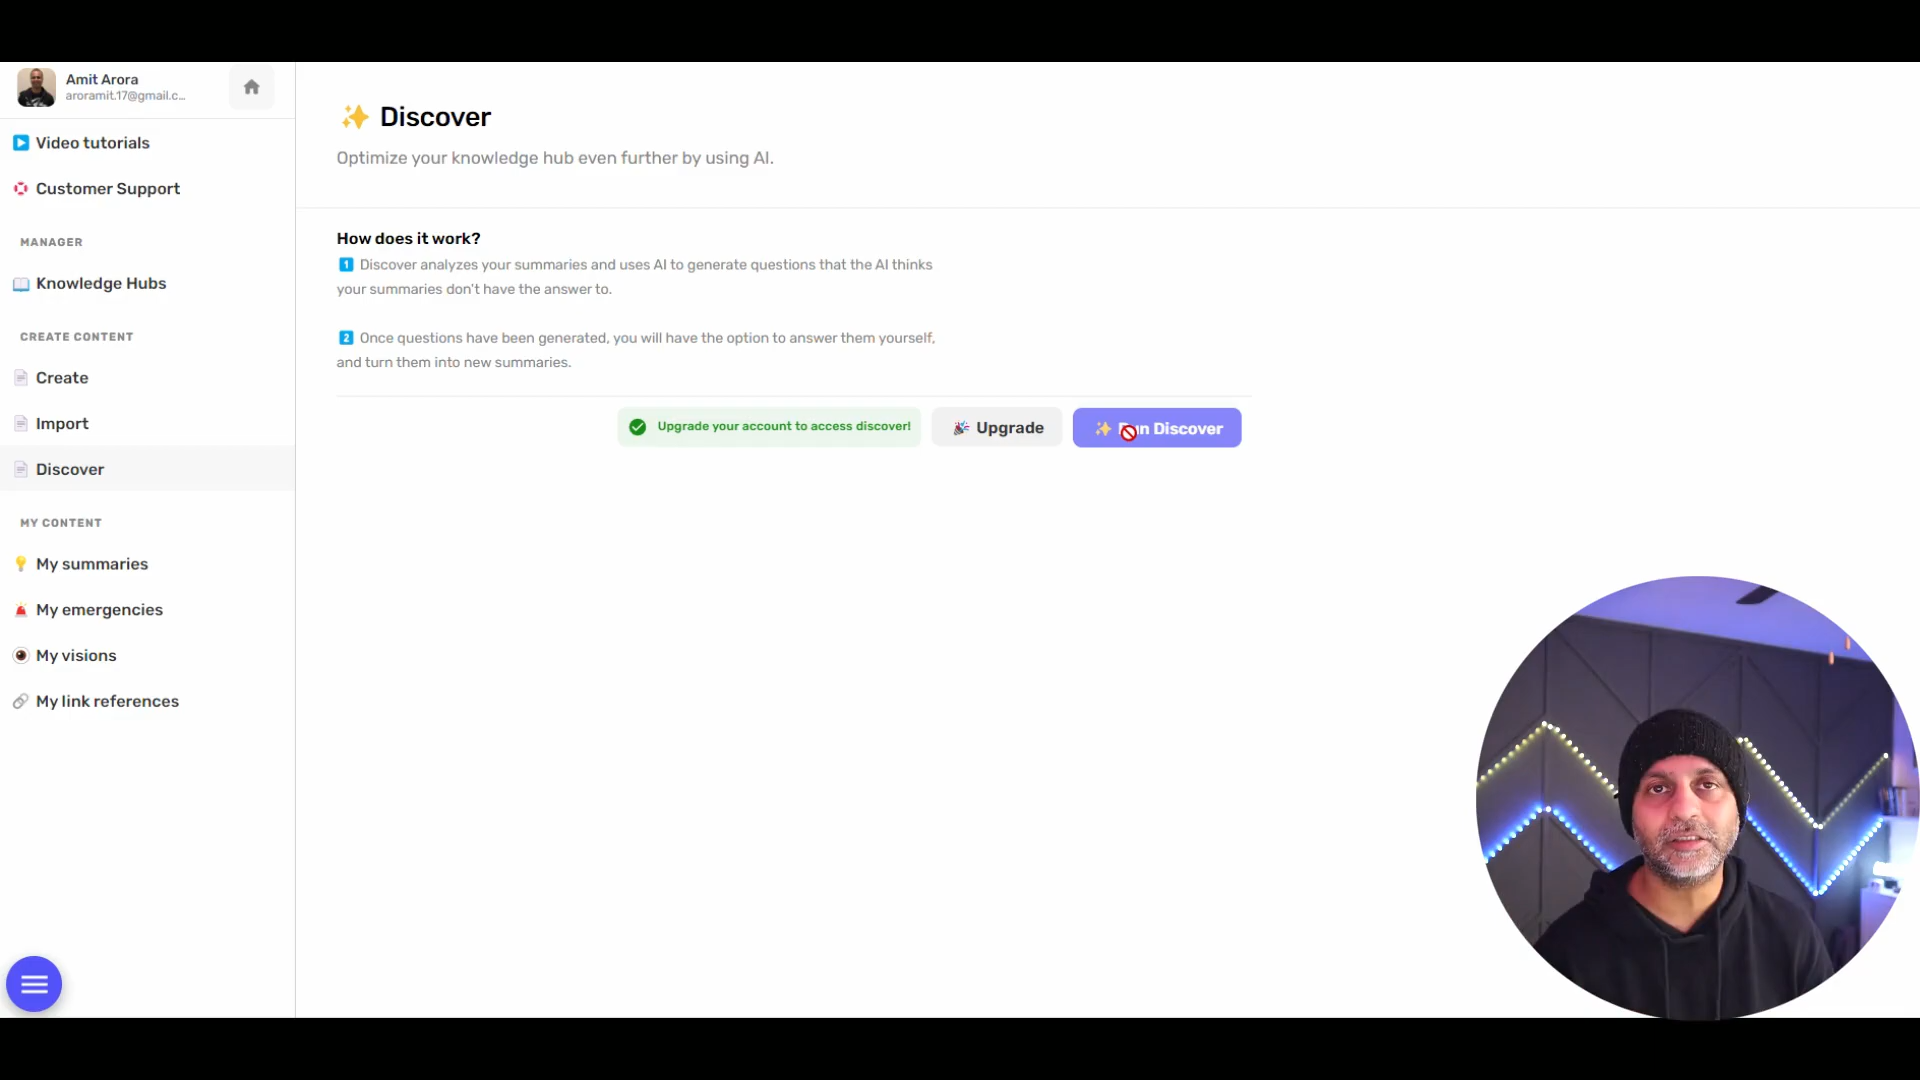 Amit Arora
aroramit.17@gmail.c...
Video tutorials
Customer Support
MANAGER
Knowledge Hubs
CREATE CONTENT
Create
Import
Discover
MY CONTENT
My summaries
My emergencies
My visions
My link references
✨ Discover
Optimize your knowledge hub even further by using AI.
How does it work?
1 Discover analyzes your summaries and uses AI to generate questions that the AI thinks
your summaries don't have the answer to.
2 Once questions have been generated, you will have the option to answer them yourself,
and turn them into new summaries.
Upgrade your account to access discover!
Upgrade
Discover